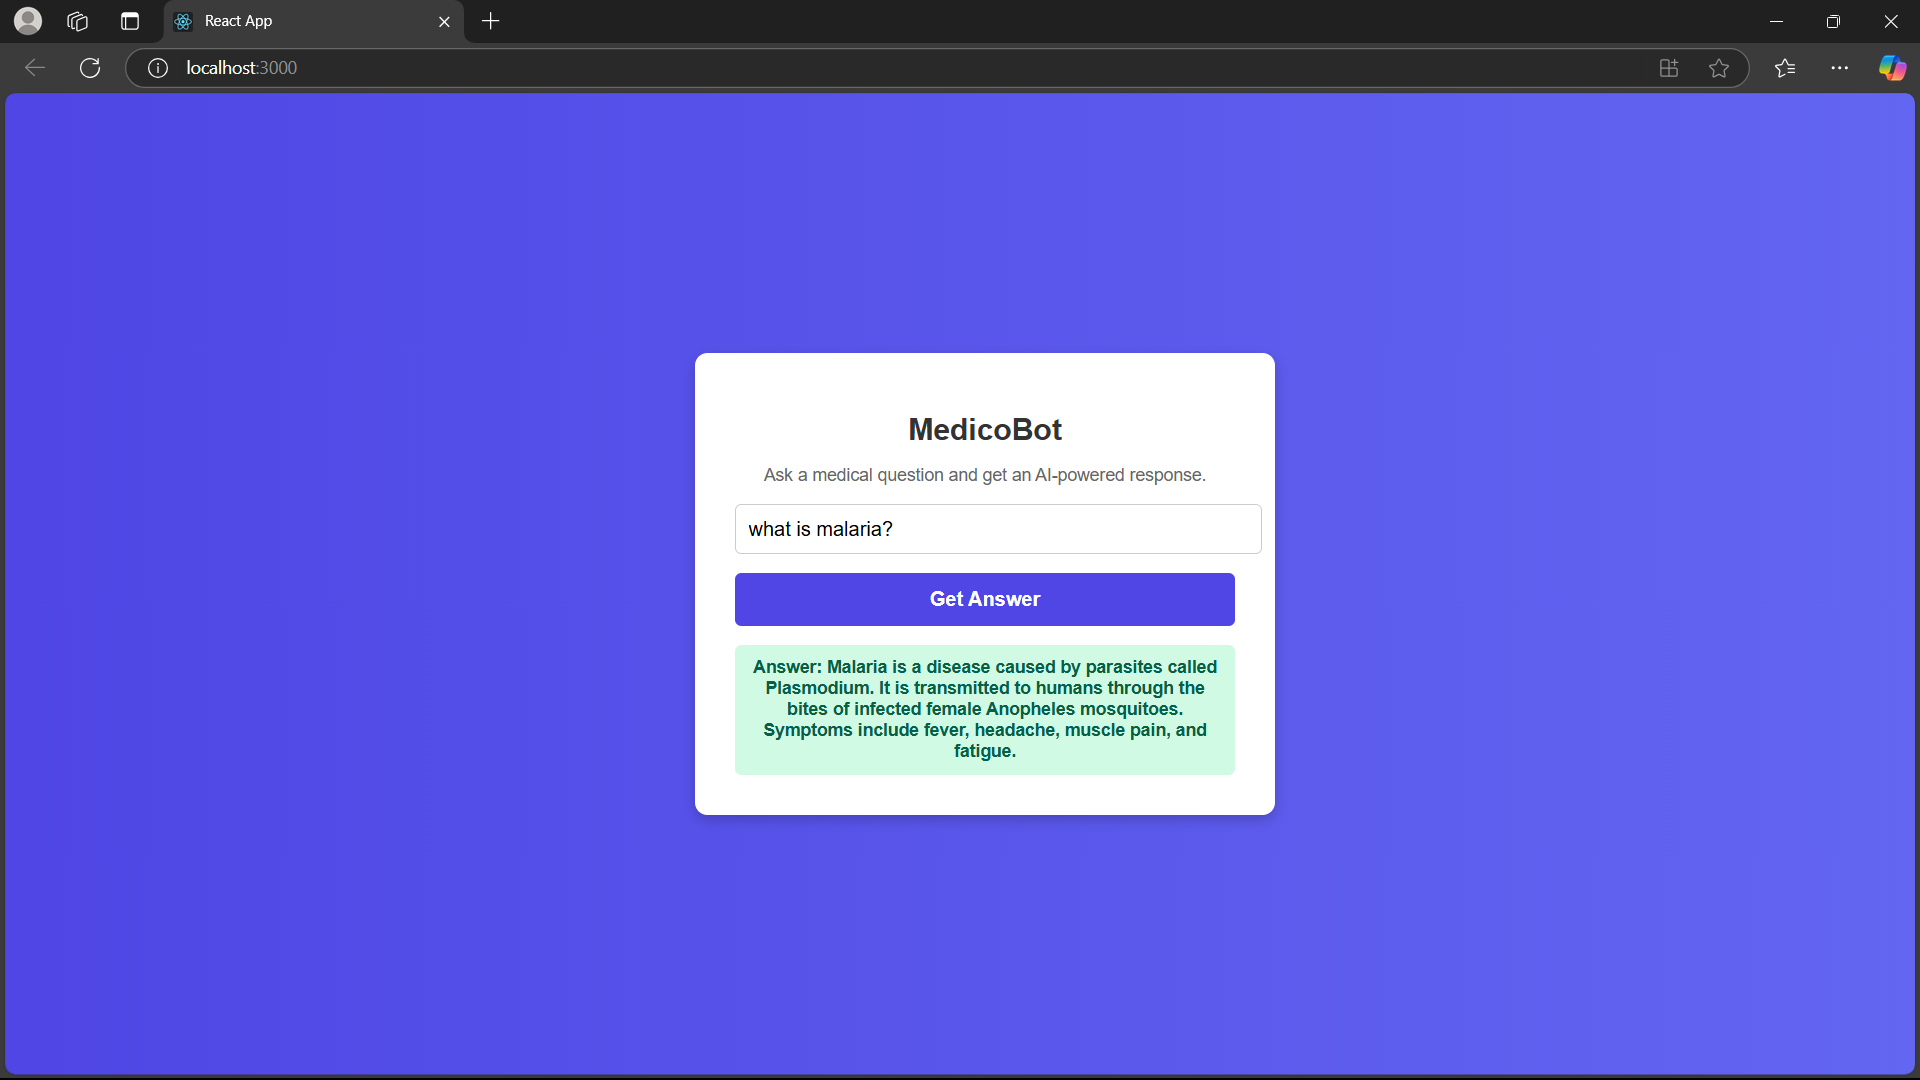 React App
localhost:3000
MedicoBot
Ask a medical question and get an AI-powered response.
what is malaria?
Get Answer
Answer: Malaria is a disease caused by parasites called
Plasmodium. It is transmitted to humans through the
bites of infected female Anopheles mosquitoes.
Symptoms include fever, headache, muscle pain, and
fatigue.